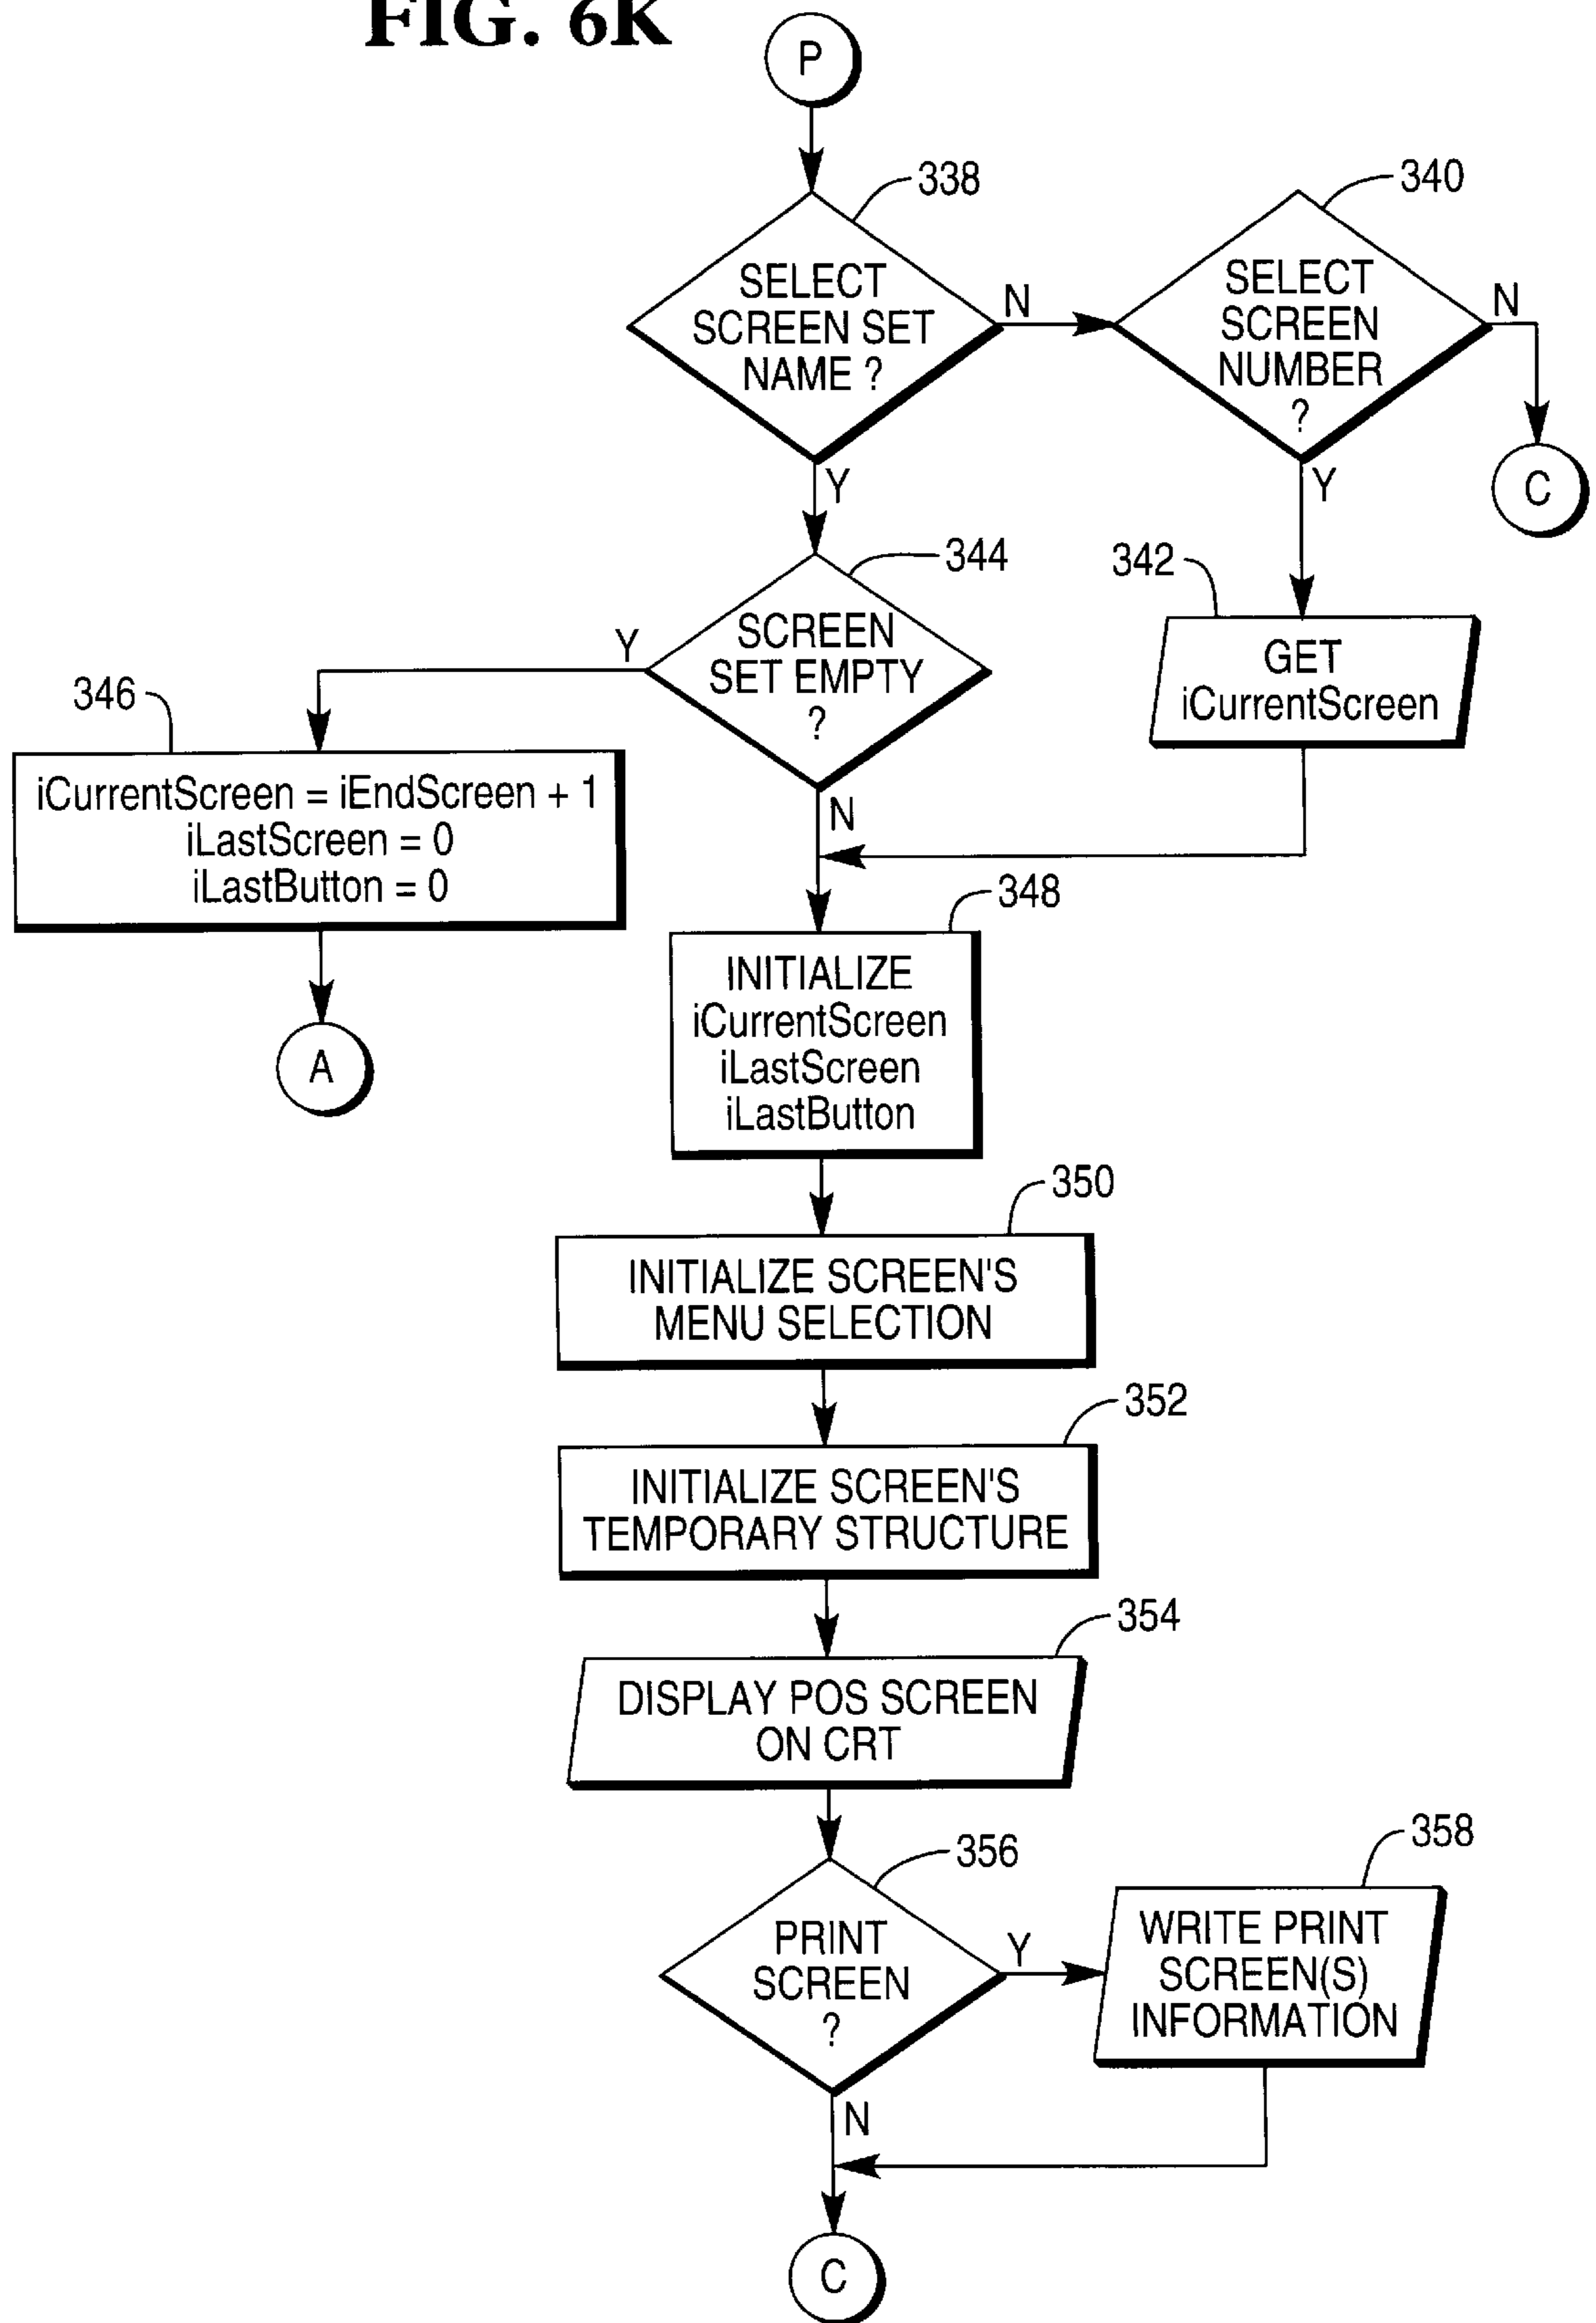 FIG. 6K
P
338
340
SELECT
SCREEN SET
NAME ?
N
SELECT
SCREEN
NUMBER
?
N
Y
Y
C
344
342
SCREEN
SET EMPTY
?
Y
GET
iCurrentScreen
346
iCurrentScreen = iEndScreen + 1
iLastScreen = 0
iLastButton = 0
N
348
INITIALIZE
iCurrentScreen
iLastScreen
iLastButton
A
350
INITIALIZE SCREEN'S
MENU SELECTION
352
INITIALIZE SCREEN'S
TEMPORARY STRUCTURE
354
DISPLAY POS SCREEN
ON CRT
356
358
PRINT
SCREEN
?
Y
WRITE PRINT
SCREEN(S)
INFORMATION
N
C